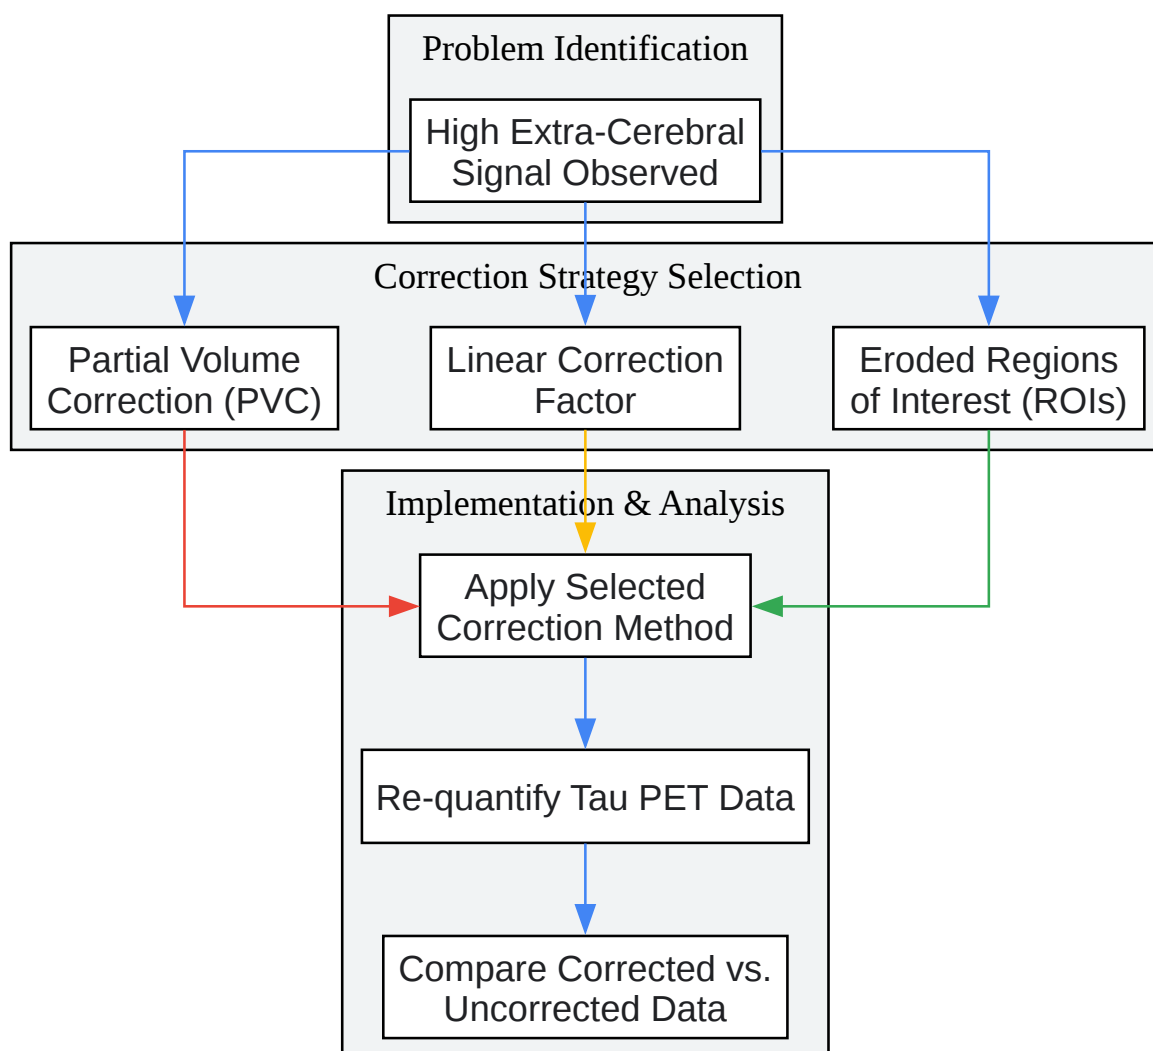 Problem Identification
High Extra-Cerebral
Signal Observed
Correction Strategy Selection
Partial Volume
Correction (PVC)
Linear Correction
Factor
Eroded Regions
of Interest (ROIs)
Implementation & Analysis
Apply Selected
Correction Method
Re-quantify Tau PET Data
Compare Corrected vs.
Uncorrected Data